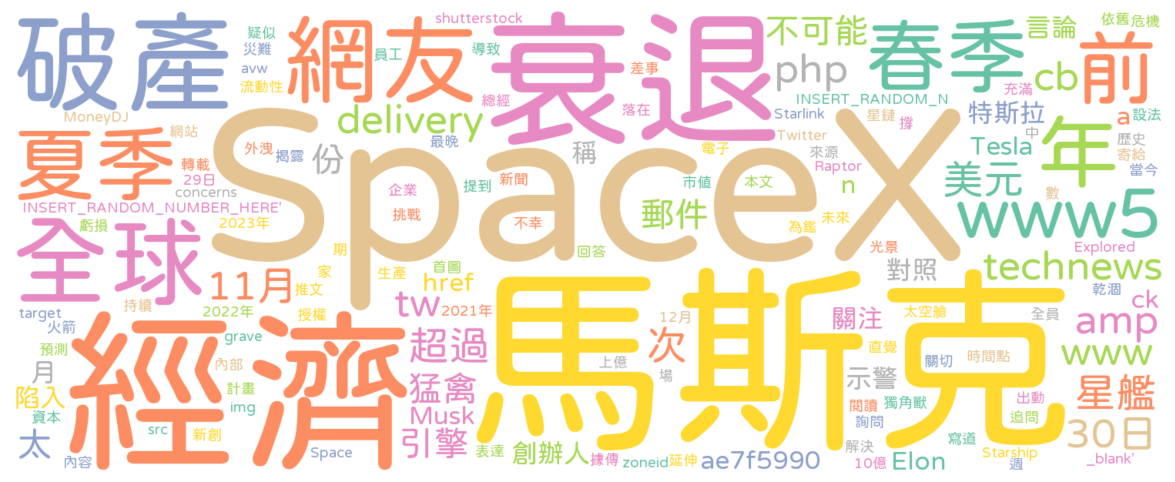 破產
疑似
災難
avw
流動性
網友
員工
shutterstock
導致
總經
衰退
差事
落在
不可能
php
言論
春季
cb
依舊
危機
前
充滿
INSERT_RANDOM_N
星鏈
撐
特斯拉
a
設法
MoneyDJ
delivery
Starlink
Twitter
夏季
網站
轉載
29日
外洩
揭露
份
最晚
SpaceX
稱
電子
來源
Raptor
Tesla
中
歷史
寄給
當今
年
concerns
企業
提到
新聞
市值
本文
n
美元
數
INSERT_RANDOM_NUMBER_HERE'
虧損
2023年
挑戰
不幸
郵件
為鑑
未來
www5
全球
11月
期
回答
光景
Explored
家
生產
首圖
href
對照
technews
持續
2022年
推文
授權
tw
2021年
乾涸
ck
target
火箭
經濟
grave
馬斯克
12月
關注
太空艙
全員
amp
預測
內部
超過
次
直覺
上億
關切
時間點
www
月
計畫
猛禽
場
示警
陷入
資本
img
Musk
閱讀
獨角獸
出動
星艦
詢問
追問
太
src
新創
引擎
30日
內容
Space
表達
創辦人
據傳
zoneid
延伸
ae7f5990
解決
10億
寫道
Elon
Starship
週
_blank'